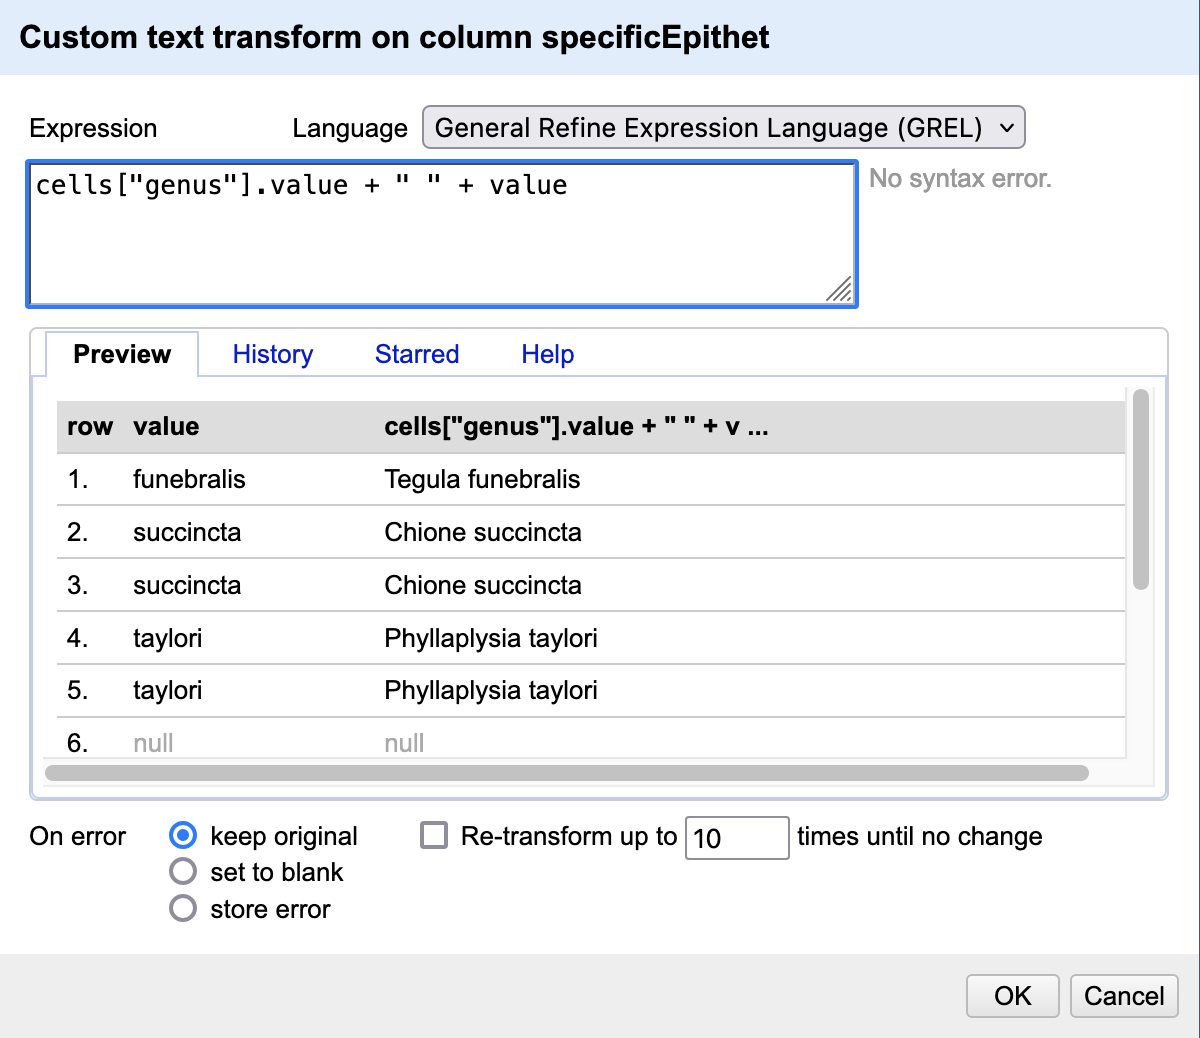 Custom text transform on column specificEpithet
Expression Language General Refine Expression Language (GREL)
cells["genus"].value + " " + value
No syntax error.
Preview History Starred Help
row value cells["genus"].value + " " + v ...
1. funebralis Tegula funebralis
2. succincta Chione succincta
3. succincta Chione succincta
4. taylori Phyllaplysia taylori
5. taylori Phyllaplysia taylori
6. null null
On error keep original Re-transform up to 10 times until no change
set to blank
store error
OK Cancel